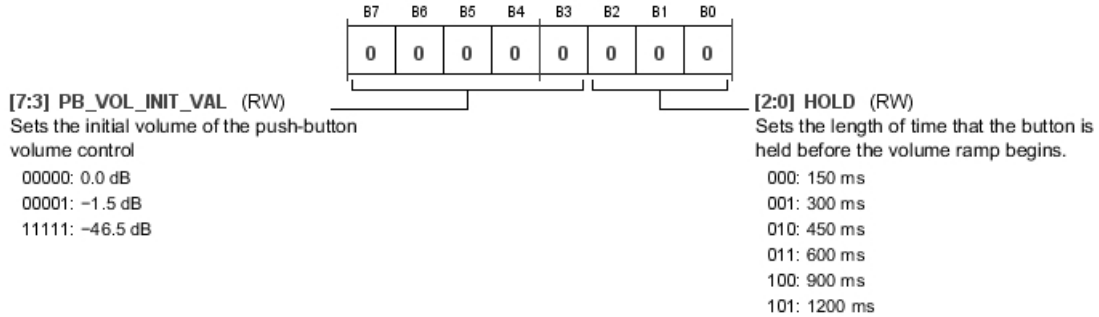 B7 B6 B5 B4 B3 B2 B1 B0
0 0 0 0 0 0 0 0
[7:3] PB_VOL_INIT_VAL (RW)
Sets the initial volume of the push-button
volume control
00000: 0.0 dB
00001: −1.5 dB
11111: −46.5 dB
[2:0] HOLD (RW)
Sets the length of time that the button is
held before the volume ramp begins.
000: 150 ms
001: 300 ms
010: 450 ms
011: 600 ms
100: 900 ms
101: 1200 ms